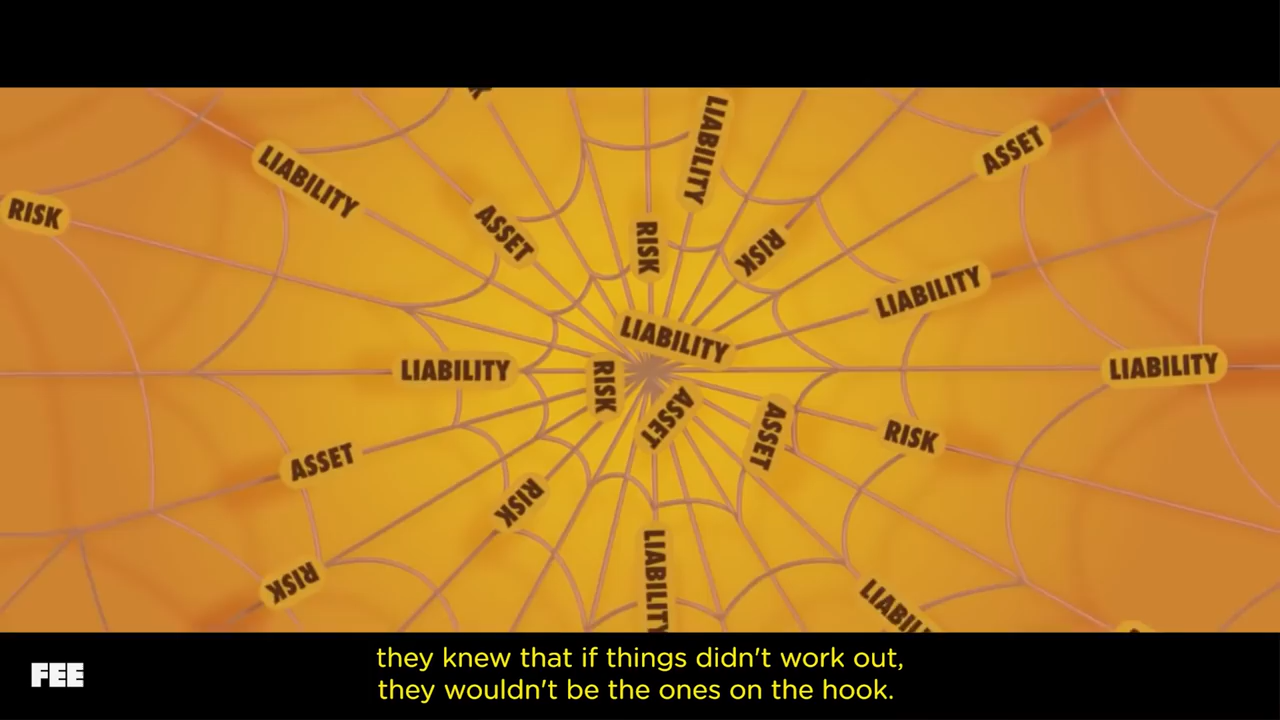 LIABILITY
ASSET
LIABILITY
RISK
ASSET
RISK
RISK
LIABILITY
LIABILITY
LIABILITY
LIABILITY
RISK
ASSET
ASSET
RISK
ASSET
RISK
LIABILITY
RISK
they knew that if things didn't work out,
they wouldn't be the ones on the hook.
FEE